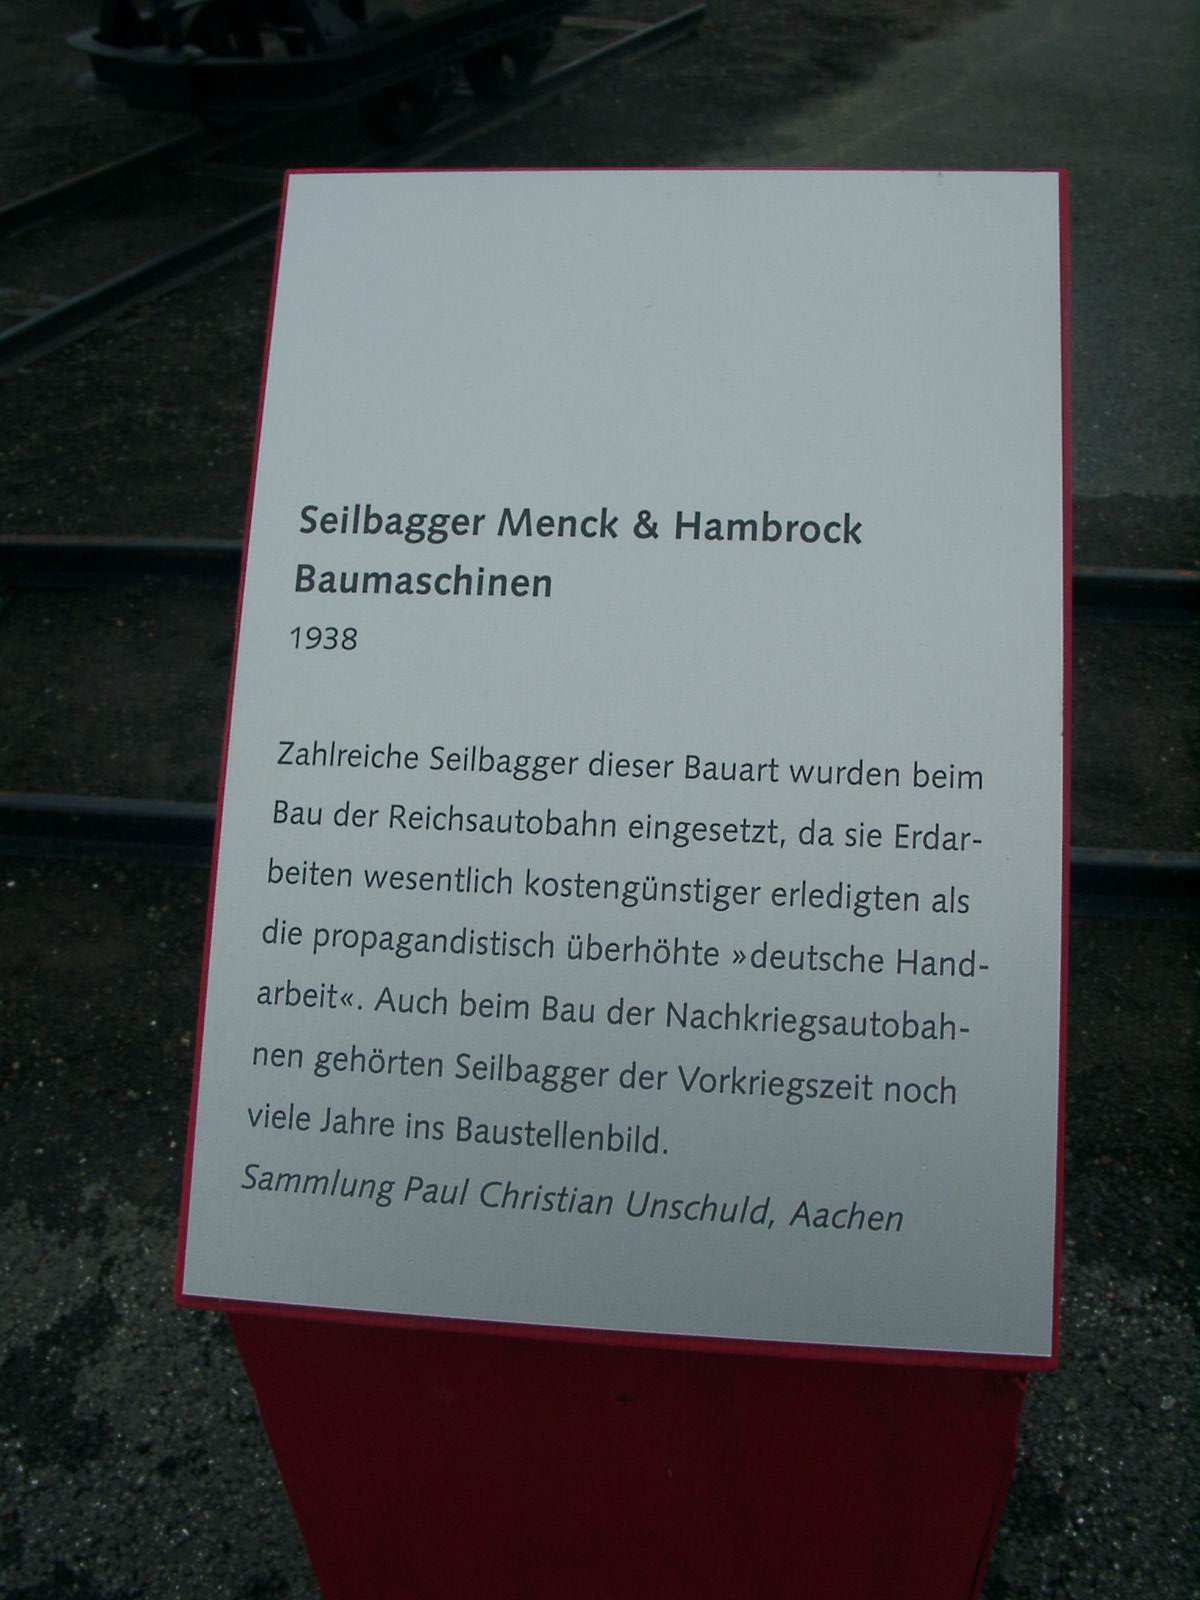 Seilbagger Menck & Hambrock
Baumaschinen
1938
Zahlreiche Seilbagger dieser Bauart wurden beim
Bau der Reichsautobahn eingesetzt, da sie Erdar-
beiten wesentlich kostengünstiger erledigten als
die propagandistisch überhöhte »deutsche Hand-
arbeit«. Auch beim Bau der Nachkriegsautobah-
nen gehörten Seilbagger der Vorkriegszeit noch
viele Jahre ins Baustellenbild.
Sammlung Paul Christian Unschuld, Aachen